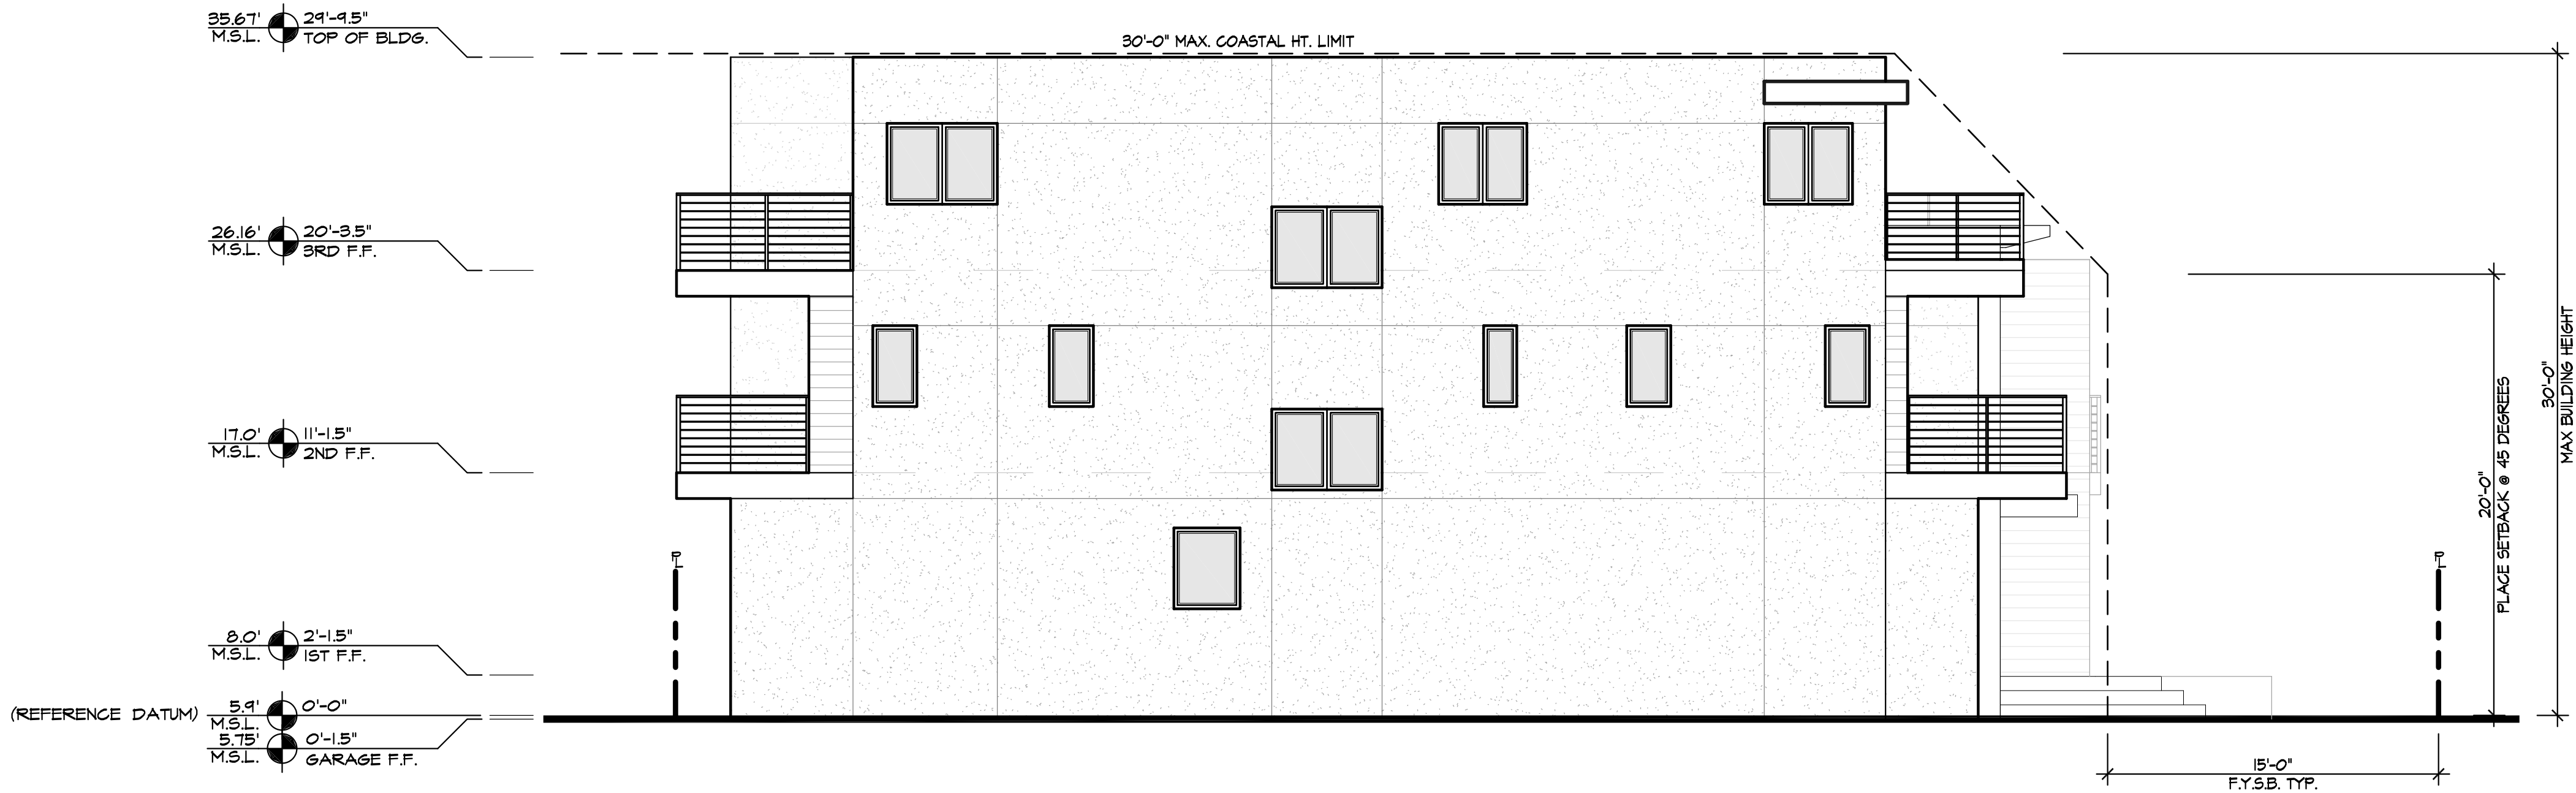 35.67' 29'-9.5"
M.S.L. TOP OF BLDG.
30'-0" MAX. COASTAL HT. LIMIT
26.16' 20'-3.5"
M.S.L. 3RD F.F.
17.0' 11'-1.5"
M.S.L. 2ND F.F.
8.0' 2'-1.5"
M.S.L. 1ST F.F.
(REFERENCE DATUM) 5.9' 0'-0"
M.S.L.
5.75' 0'-1.5"
M.S.L. GARAGE F.F.
PL
PL
20'-0"
PLACE SETBACK @ 45 DEGREES
30'-0"
MAX BUILDING HEIGHT
15'-0"
F.Y.S.B. TYP.